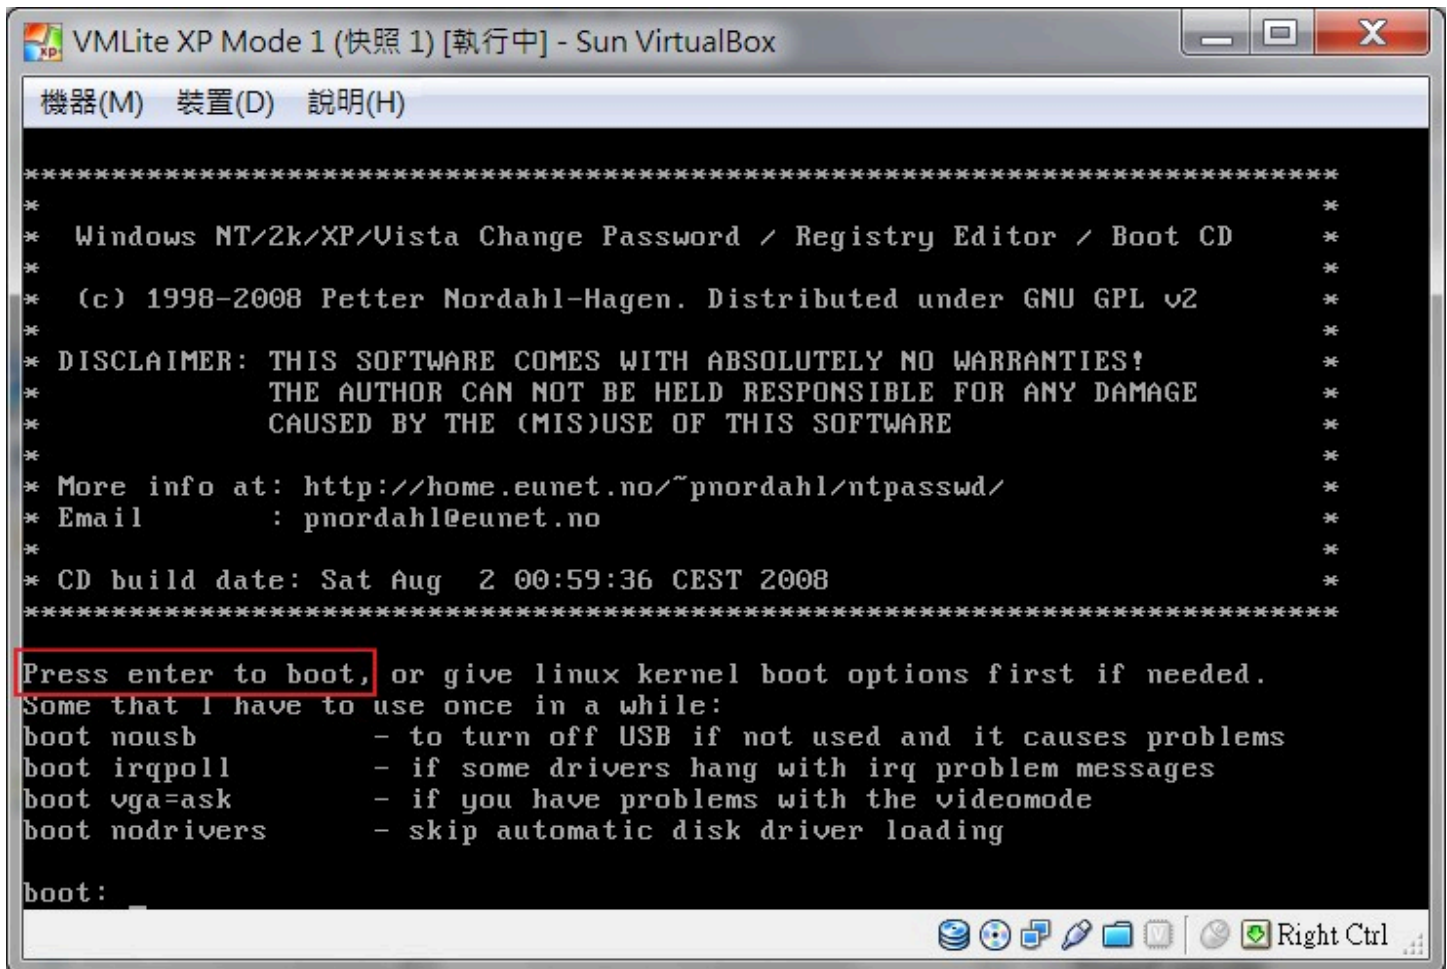 VMLite XP Mode 1 (快照 1) [執行中] - Sun VirtualBox
機器(M) 裝置(D) 說明(H)
***************************************************************************
* *
* Windows NT/2k/XP/Vista Change Password / Registry Editor / Boot CD *
* *
* (c) 1998-2008 Petter Nordahl-Hagen. Distributed under GNU GPL v2 *
* *
* DISCLAIMER: THIS SOFTWARE COMES WITH ABSOLUTELY NO WARRANTIES! *
* THE AUTHOR CAN NOT BE HELD RESPONSIBLE FOR ANY DAMAGE *
* CAUSED BY THE (MIS)USE OF THIS SOFTWARE *
* *
* More info at: http://home.eunet.no/~pnordahl/ntpasswd/ *
* Email : pnordahl@eunet.no *
* *
* CD build date: Sat Aug 2 00:59:36 CEST 2008 *
***************************************************************************
Press enter to boot, or give linux kernel boot options first if needed.
Some that I have to use once in a while:
boot nousb - to turn off USB if not used and it causes problems
boot irqpoll - if some drivers hang with irq problem messages
boot vga=ask - if you have problems with the videomode
boot nodrivers - skip automatic disk driver loading
boot: _
Right Ctrl